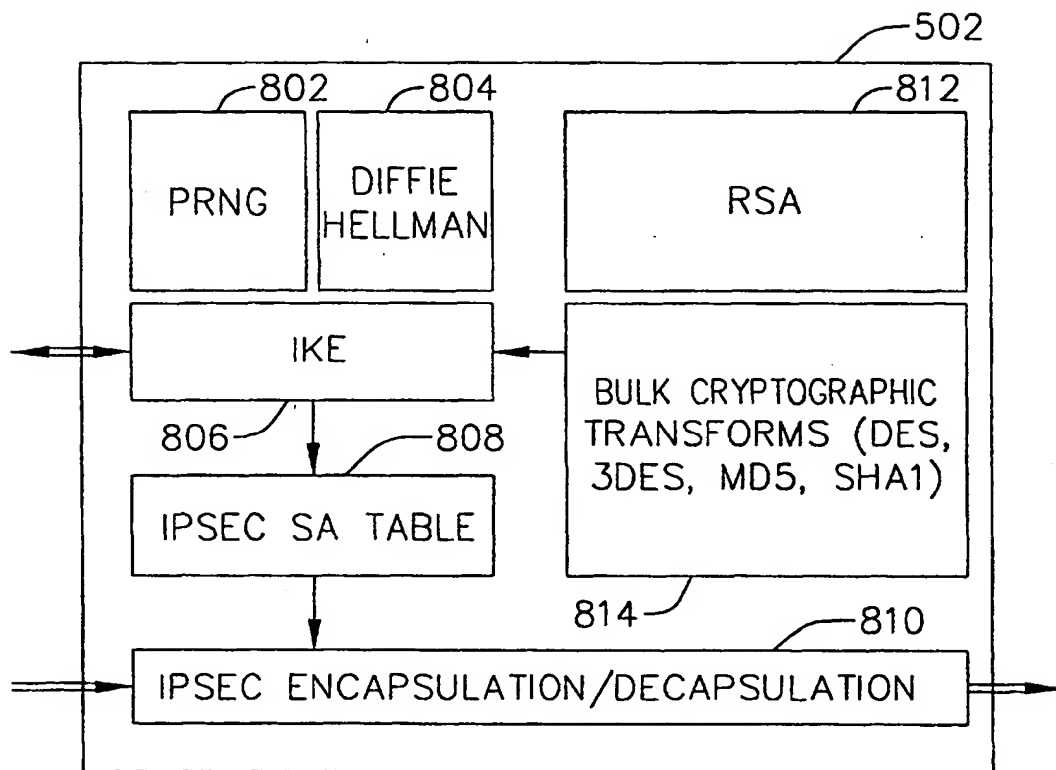 502
802
804
812
PRNG
DIFFIE
HELLMAN
RSA
IKE
BULK CRYPTOGRAPHIC
TRANSFORMS (DES,
3DES, MD5, SHA1)
806
808
IPSEC SA TABLE
814
810
IPSEC ENCAPSULATION/DECAPSULATION